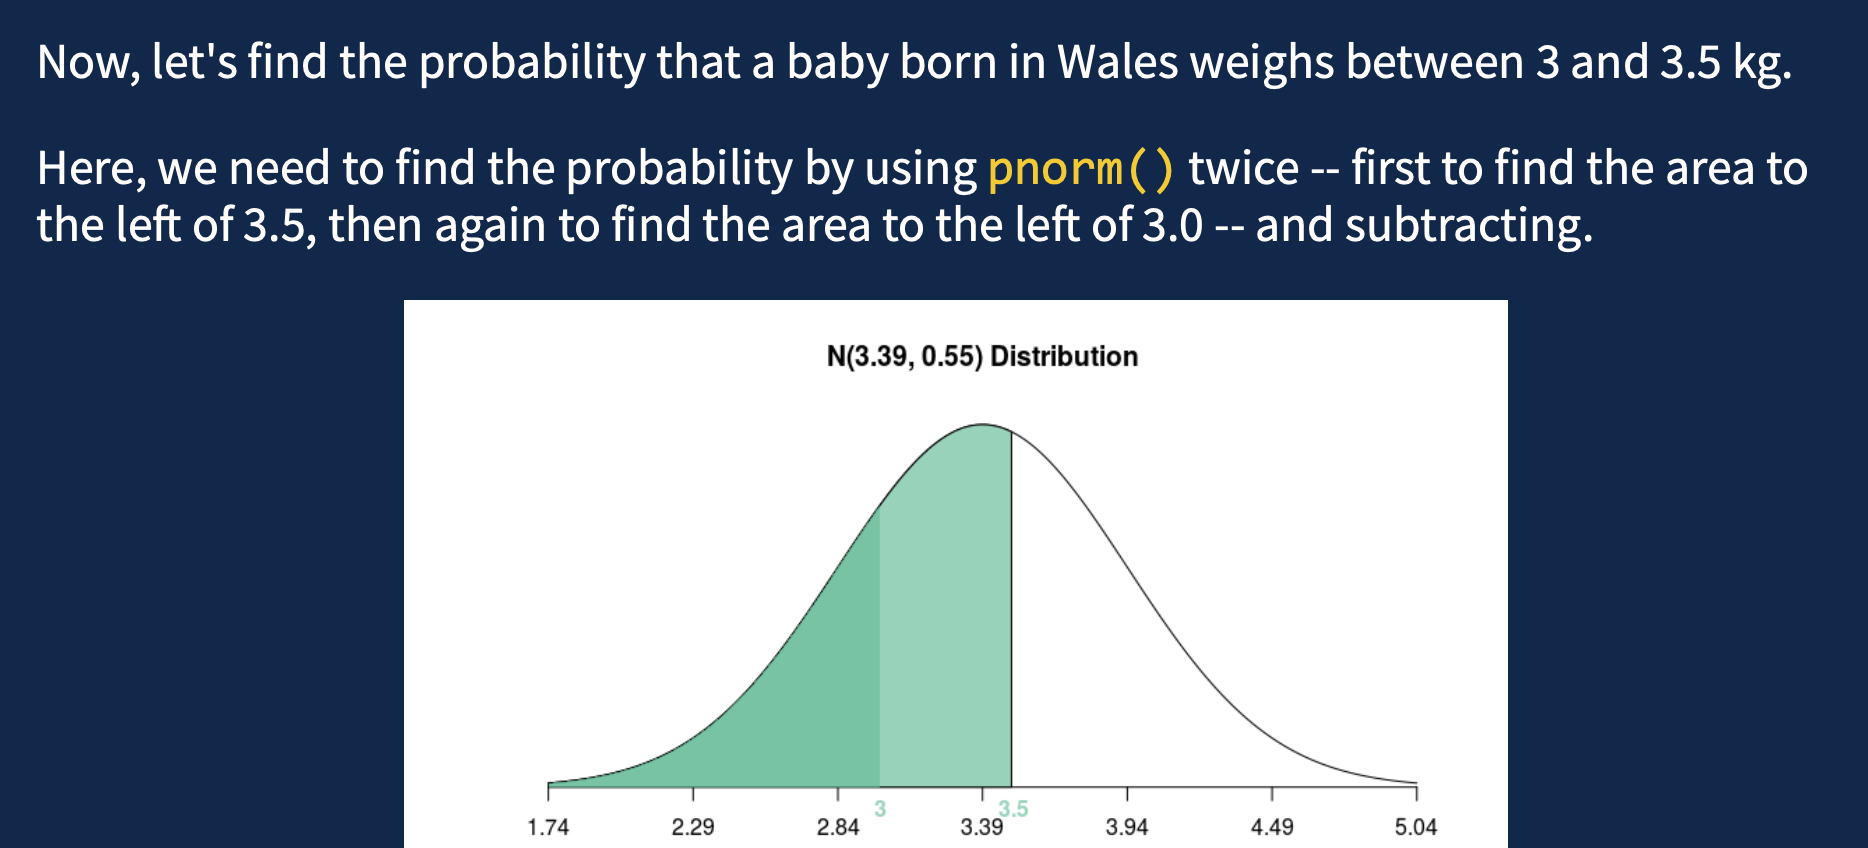 Now, let's find the probability that a baby born in Wales weighs between 3 and 3.5 kg.
Here, we need to find the probability by using pnorm() twice -- first to find the area to
the left of 3.5, then again to find the area to the left of 3.0 -- and subtracting.
N(3.39, 0.55) Distribution
3 3.5
1.74 2.29 2.84 3.39 3.94 4.49 5.04